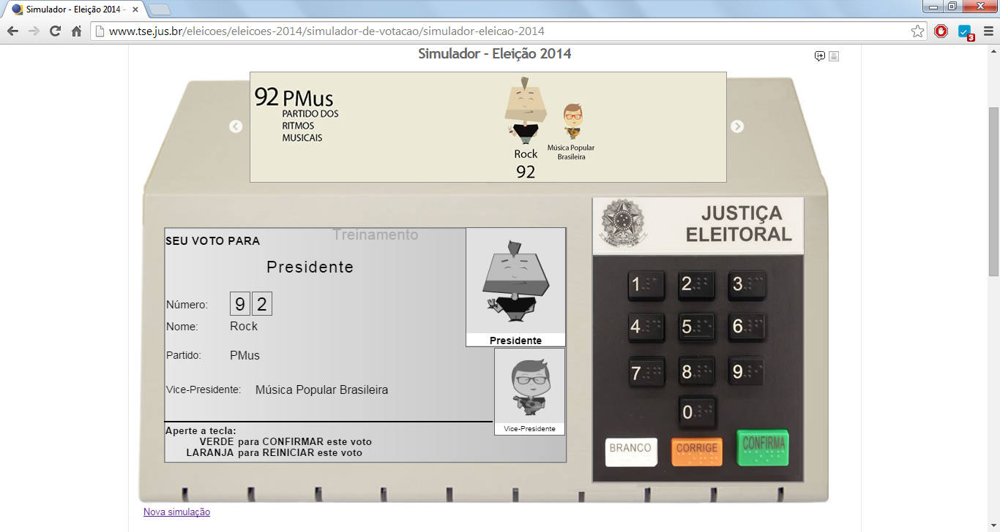 Simulador - Eleição 2014 -
www.tse.jus.br/eleicoes/eleicoes-2014/simulador-de-votacao/simulador-eleicao-2014
3
Simulador - Eleição 2014
92 PMus
PARTIDO DOS
RITMOS
MUSICAIS
Rock
92
Música Popular
Brasileira
JUSTIÇA
ELEITORAL
Treinamento
SEU VOTO PARA
Presidente
Número: 9 2
Nome: Rock
Partido: PMus
Vice-Presidente: Música Popular Brasileira
Presidente
Vice-Presidente
Aperte a tecla:
VERDE para CONFIRMAR este voto
LARANJA para REINICIAR este voto
1 2 3
4 5 6
7 8 9
0
BRANCO CORRIGE CONFIRMA
Nova simulação